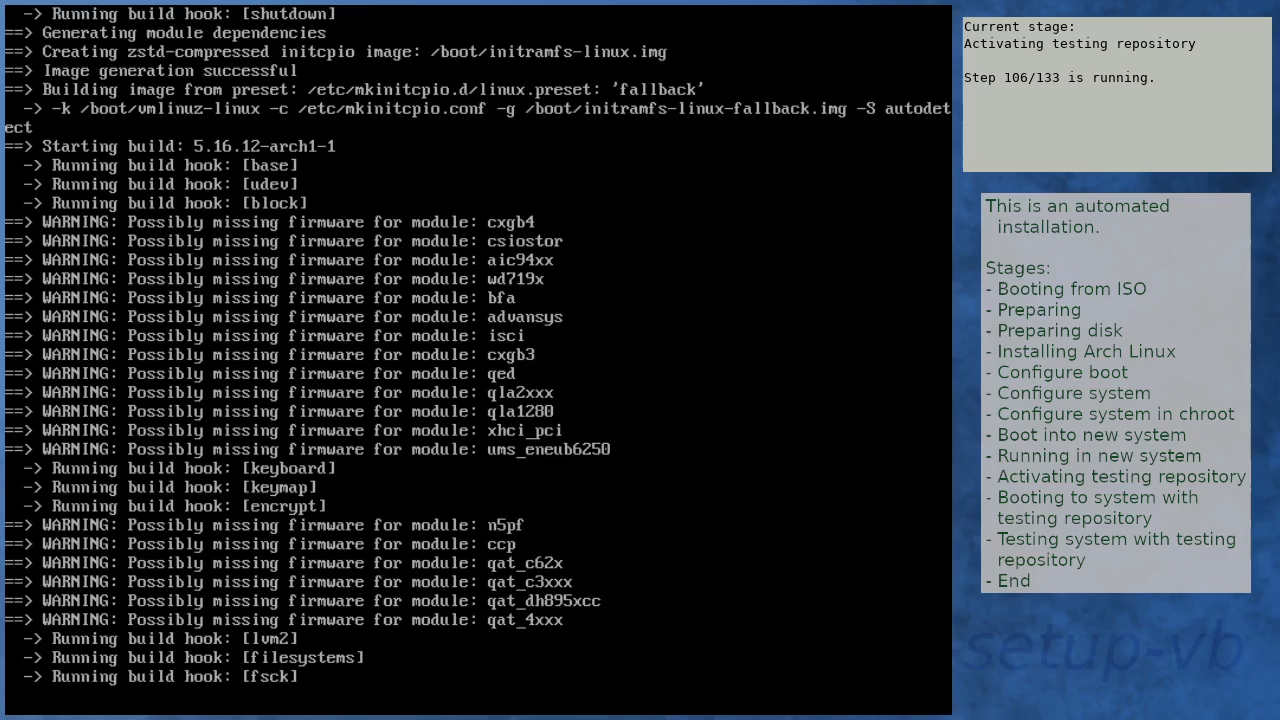 -> Running build hook: [shutdown]
==> Generating module dependencies
==> Creating zstd-compressed initcpio image: /boot/initramfs-linux.img
==> Image generation successful
==> Building image from preset: /etc/mkinitcpio.d/linux.preset: 'fallback'
  -> -k /boot/vmlinuz-linux -c /etc/mkinitcpio.conf -g /boot/initramfs-linux-fallback.img -S autodet
ect
==> Starting build: 5.16.12-arch1-1
  -> Running build hook: [base]
  -> Running build hook: [udev]
  -> Running build hook: [block]
==> WARNING: Possibly missing firmware for module: cxgb4
==> WARNING: Possibly missing firmware for module: csiostor
==> WARNING: Possibly missing firmware for module: aic94xx
==> WARNING: Possibly missing firmware for module: wd719x
==> WARNING: Possibly missing firmware for module: bfa
==> WARNING: Possibly missing firmware for module: advansys
==> WARNING: Possibly missing firmware for module: isci
==> WARNING: Possibly missing firmware for module: cxgb3
==> WARNING: Possibly missing firmware for module: qed
==> WARNING: Possibly missing firmware for module: qla2xxx
==> WARNING: Possibly missing firmware for module: qla1280
==> WARNING: Possibly missing firmware for module: xhci_pci
==> WARNING: Possibly missing firmware for module: ums_eneub6250
  -> Running build hook: [keyboard]
  -> Running build hook: [keymap]
  -> Running build hook: [encrypt]
==> WARNING: Possibly missing firmware for module: n5pf
==> WARNING: Possibly missing firmware for module: ccp
==> WARNING: Possibly missing firmware for module: qat_c62x
==> WARNING: Possibly missing firmware for module: qat_c3xxx
==> WARNING: Possibly missing firmware for module: qat_dh895xcc
==> WARNING: Possibly missing firmware for module: qat_4xxx
  -> Running build hook: [lvm2]
  -> Running build hook: [filesystems]
  -> Running build hook: [fsck]
Current stage:
Activating testing repository
Step 106/133 is running.
This is an automated
installation.
Stages:
- Booting from ISO
- Preparing
- Preparing disk
- Installing Arch Linux
- Configure boot
- Configure system
- Configure system in chroot
- Boot into new system
- Running in new system
- Activating testing repository
- Booting to system with
testing repository
- Testing system with testing
repository
- End
setup-vb